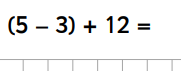 (5 – 3) + 12 =